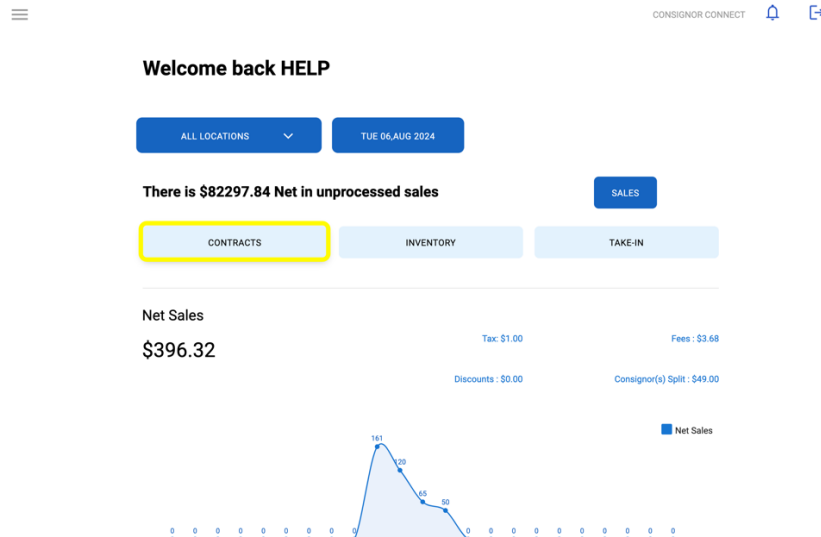 CONSIGNOR CONNECT
Welcome back HELP
ALL LOCATIONS
TUE 06,AUG 2024
There is $82297.84 Net in unprocessed sales
SALES
CONTRACTS
INVENTORY
TAKE-IN
Net Sales
$396.32
Tax: $1.00
Fees : $3.68
Discounts : $0.00
Consignor(s) Split : $49.00
Net Sales
161
120
65
50
0 0 0 0 0 0 0 0 0 0 0 0 0 0 0 0 0 0 0